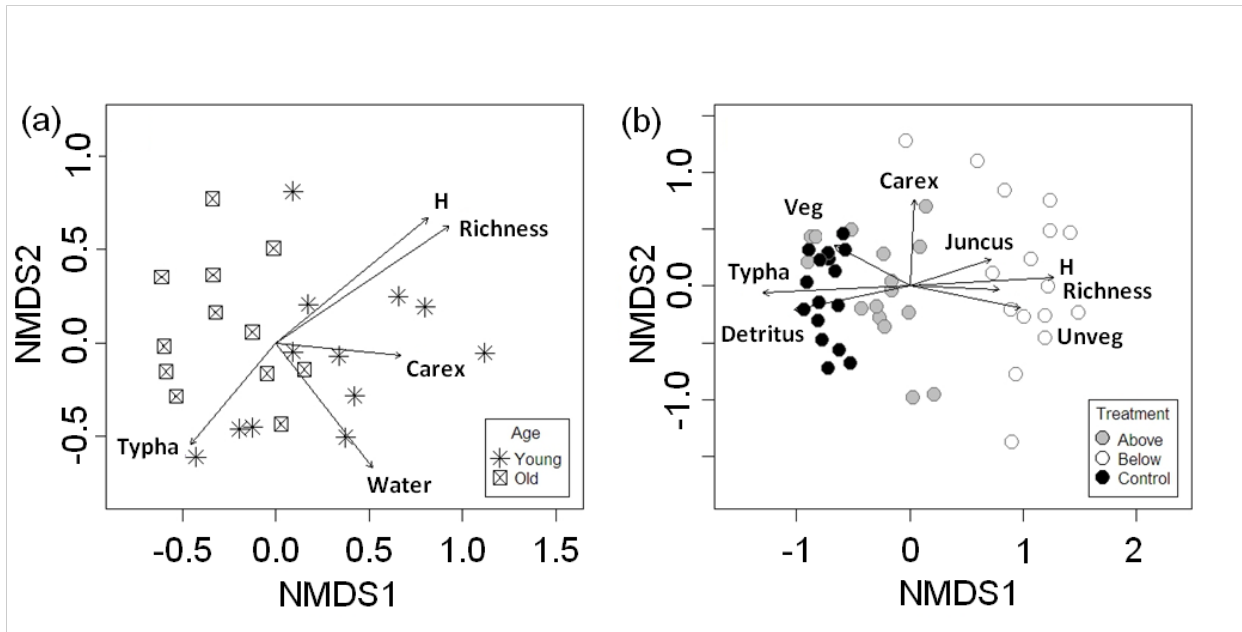 (a)
NMDS2
1.0
0.5
0.0
-0.5
H
Richness
Carex
Water
Typha
Age
Young
Old
-0.5 0.0 0.5 1.0 1.5
NMDS1
(b)
NMDS2
1.0
0.0
-1.0
Carex
Veg
Juncus
Typha
H
Richness
Detritus
Unveg
Treatment
Above
Below
Control
-1 0 1 2
NMDS1